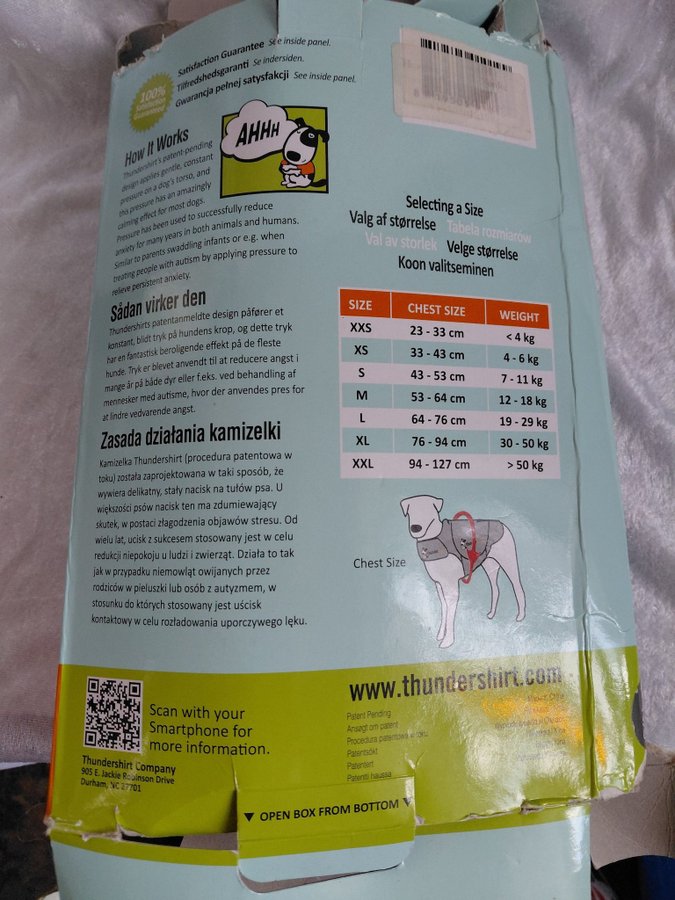 Satisfaction Guarantee See inside panel.
Tilfredshedsgaranti Se indersiden.
Gwarancja pełnej satysfakcji See inside panel.
100%
Satisfaction
Guaranteed
AHHH
How It Works
Thundershirt's patent-pending
design applies gentle, constant
pressure on a dog's torso, and
this pressure has an amazingly
calming effect for most dogs.
Pressure has been used to successfully reduce
anxiety for many years in both animals and humans.
Similar to parents swaddling infants or e.g. when
treating people with autism by applying pressure to
relieve persistent anxiety.
Sådan virker den
Thundershirts patentanmeldte design påfører et
konstant, blidt tryk på hundens krop, og dette tryk
har en fantastisk beroligende effekt på de fleste
hunde. Tryk er blevet anvendt til at reducere angst i
mange år på både dyr eller f.eks. ved behandling af
mennesker med autisme, hvor der anvendes pres for
at lindre vedvarende angst.
Zasada działania kamizelki
Kamizelka Thundershirt (procedura patentowa w
toku) została zaprojektowana w taki sposób, że
wywiera delikatny, stały nacisk na tułów psa. U
większości psów nacisk ten ma zdumiewający
skutek, w postaci złagodzenia objawów stresu. Od
wielu lat, ucisk z sukcesem stosowany jest w celu
redukcji niepokoju u ludzi i zwierząt. Działa to tak
jak w przypadku niemowląt owijanych przez
rodziców w pieluszki lub osób z autyzmem, w
stosunku do których stosowany jest uścisk
kontaktowy w celu rozładowania uporczywego lęku.
Selecting a Size
Valg af størrelse Tabela rozmiarów
Val av storlek Velge størrelse
Koon valitseminen
SIZE CHEST SIZE WEIGHT
XXS 23 - 33 cm < 4 kg
XS 33 - 43 cm 4 - 6 kg
S 43 - 53 cm 7 - 11 kg
M 53 - 64 cm 12 - 18 kg
L 64 - 76 cm 19 - 29 kg
XL 76 - 94 cm 30 - 50 kg
XXL 94 - 127 cm > 50 kg
Chest Size
www.thundershirt.com
Patent Pending
Ansøgt om patent
Procedura patentowa w toku
Patentsökt
Patentert
Patentti haussa
Scan with your
Smartphone for
more information.
Thundershirt Company
905 E. Jackie Robinson Drive
Durham, NC 27701
▼ OPEN BOX FROM BOTTOM ▼